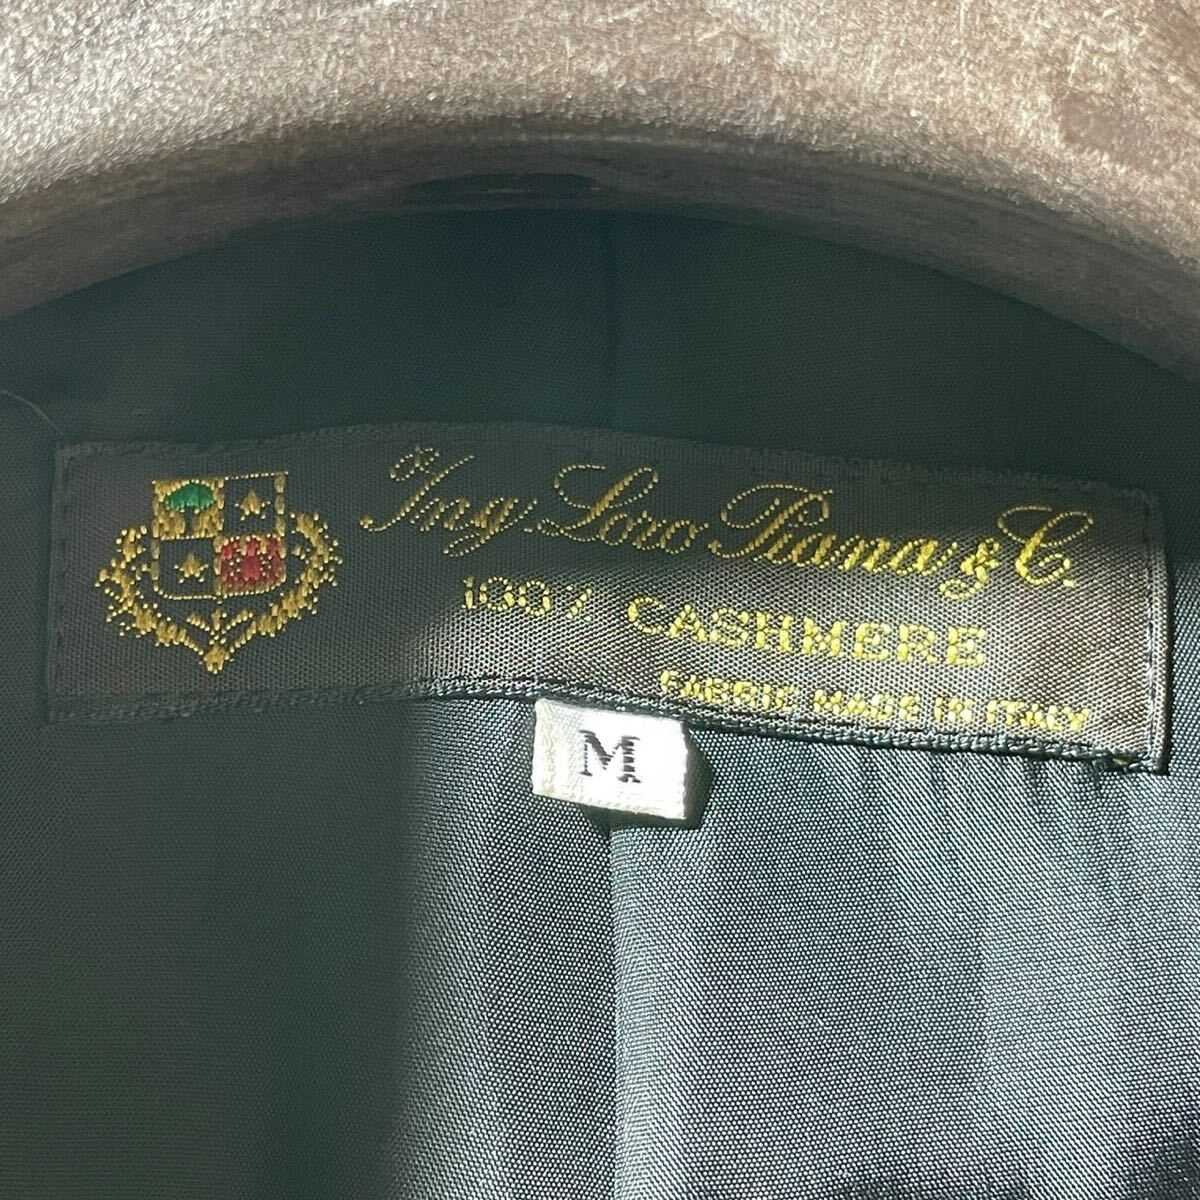 Ing. Loro Piana & C.
100% CASHMERE
FABRIC MADE IN ITALY
M